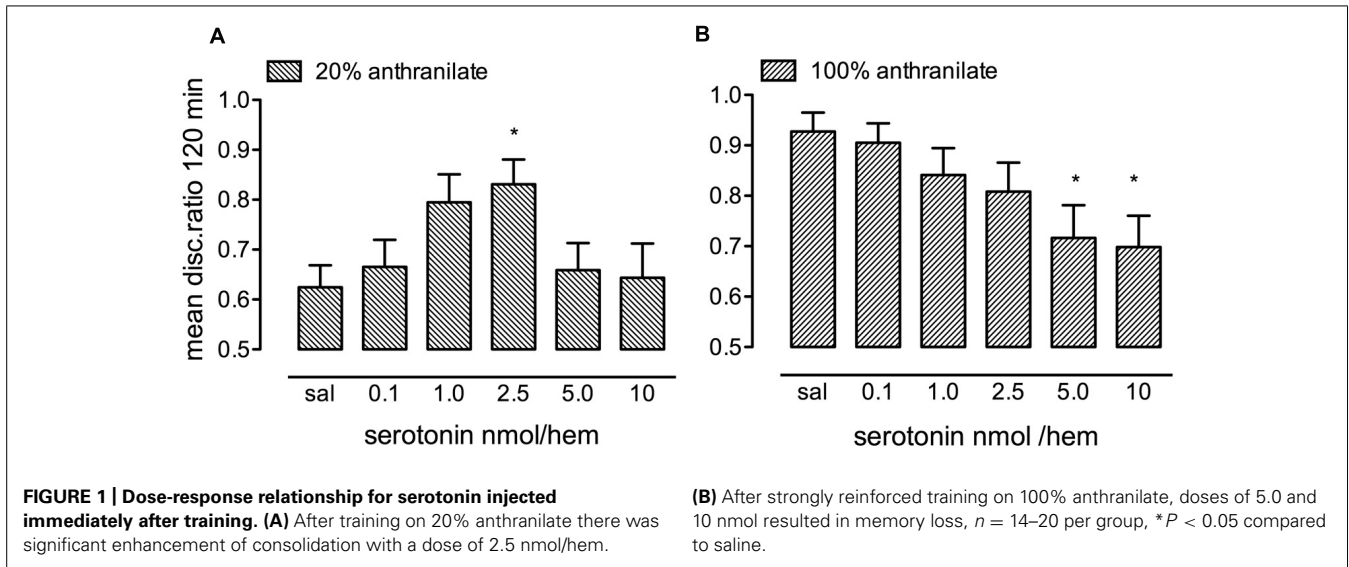 A
20% anthranilate
mean disc.ratio 120 min
1.0
0.9
0.8
0.7
0.6
0.5
*
sal 0.1 1.0 2.5 5.0 10
serotonin nmol/hem
B
100% anthranilate
1.0
0.9
0.8
0.7
0.6
0.5
* *
sal 0.1 1.0 2.5 5.0 10
serotonin nmol /hem
FIGURE 1 | Dose-response relationship for serotonin injected
immediately after training. (A) After training on 20% anthranilate there was
significant enhancement of consolidation with a dose of 2.5 nmol/hem.
(B) After strongly reinforced training on 100% anthranilate, doses of 5.0 and
10 nmol resulted in memory loss, n = 14–20 per group, *P < 0.05 compared
to saline.